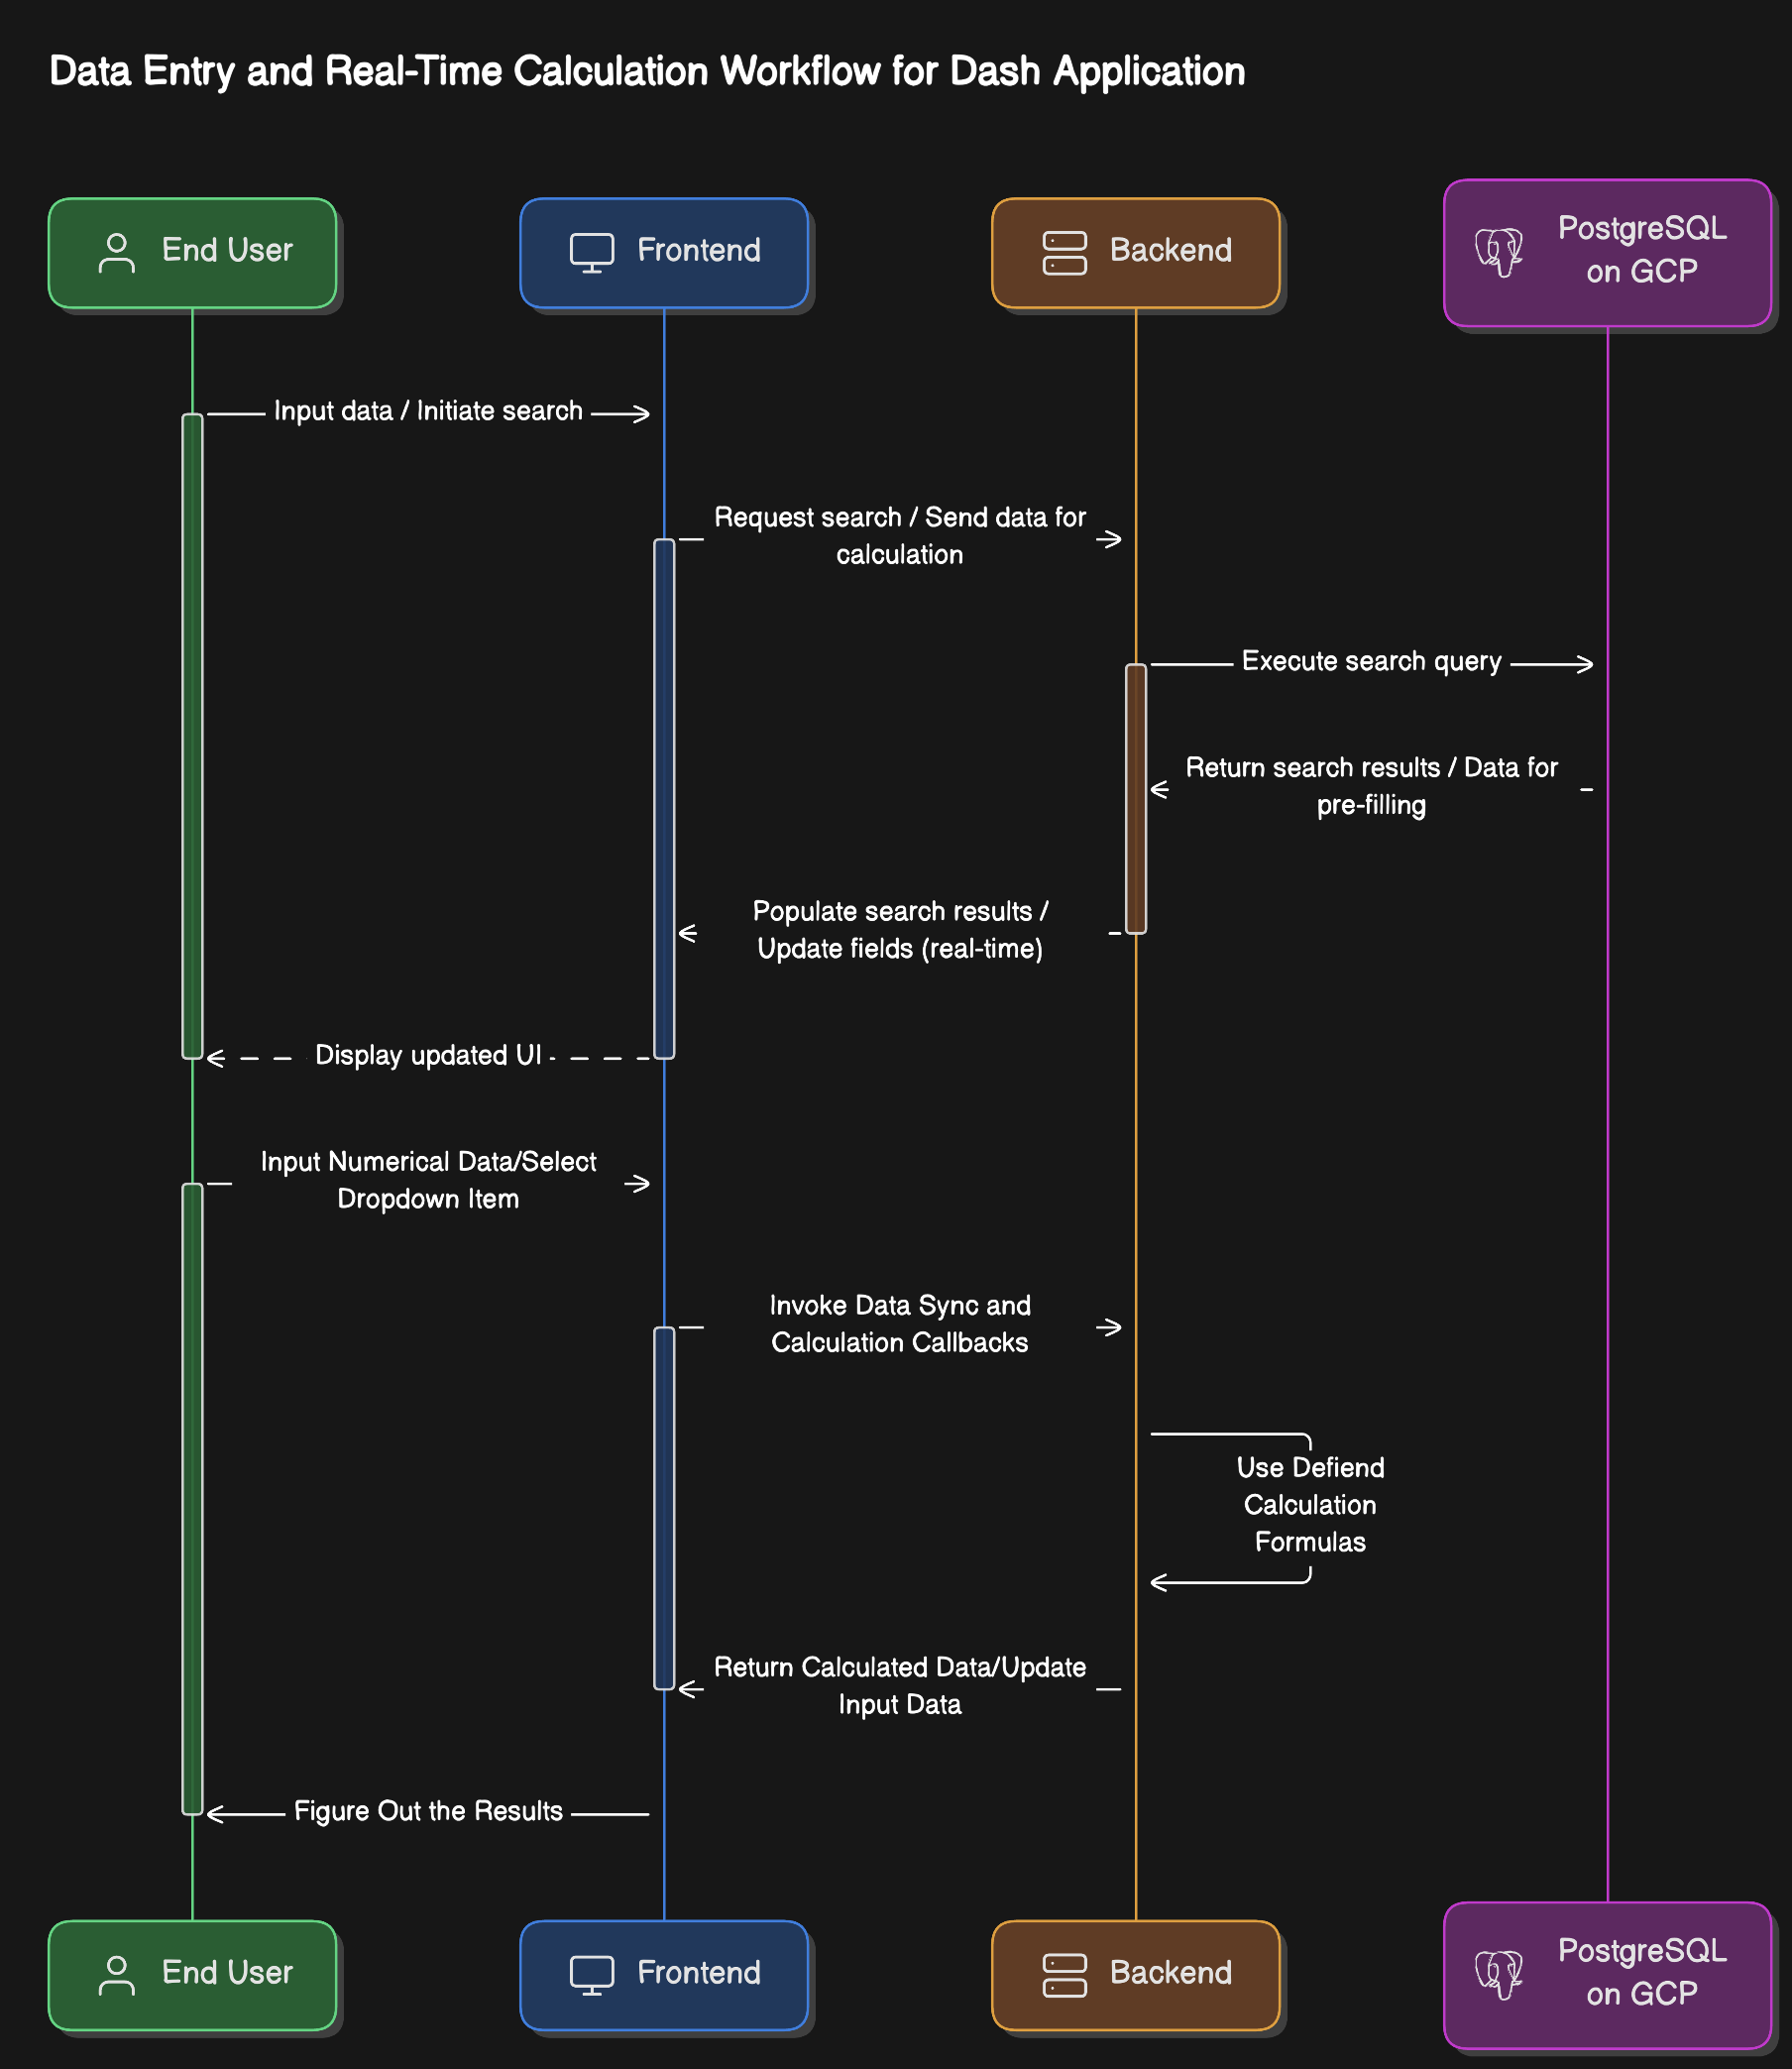 Data Entry and Real-Time Calculation Workflow for Dash Application
End User
Frontend
Backend
PostgreSQL
on GCP
Input data / Initiate search
Request search / Send data for
calculation
Execute search query
Return search results / Data for
pre-filling
Populate search results /
Update fields (real-time)
Display updated UI
Input Numerical Data/Select
Dropdown Item
Invoke Data Sync and
Calculation Callbacks
Use Defiend
Calculation
Formulas
Return Calculated Data/Update
Input Data
Figure Out the Results
End User
Frontend
Backend
PostgreSQL
on GCP